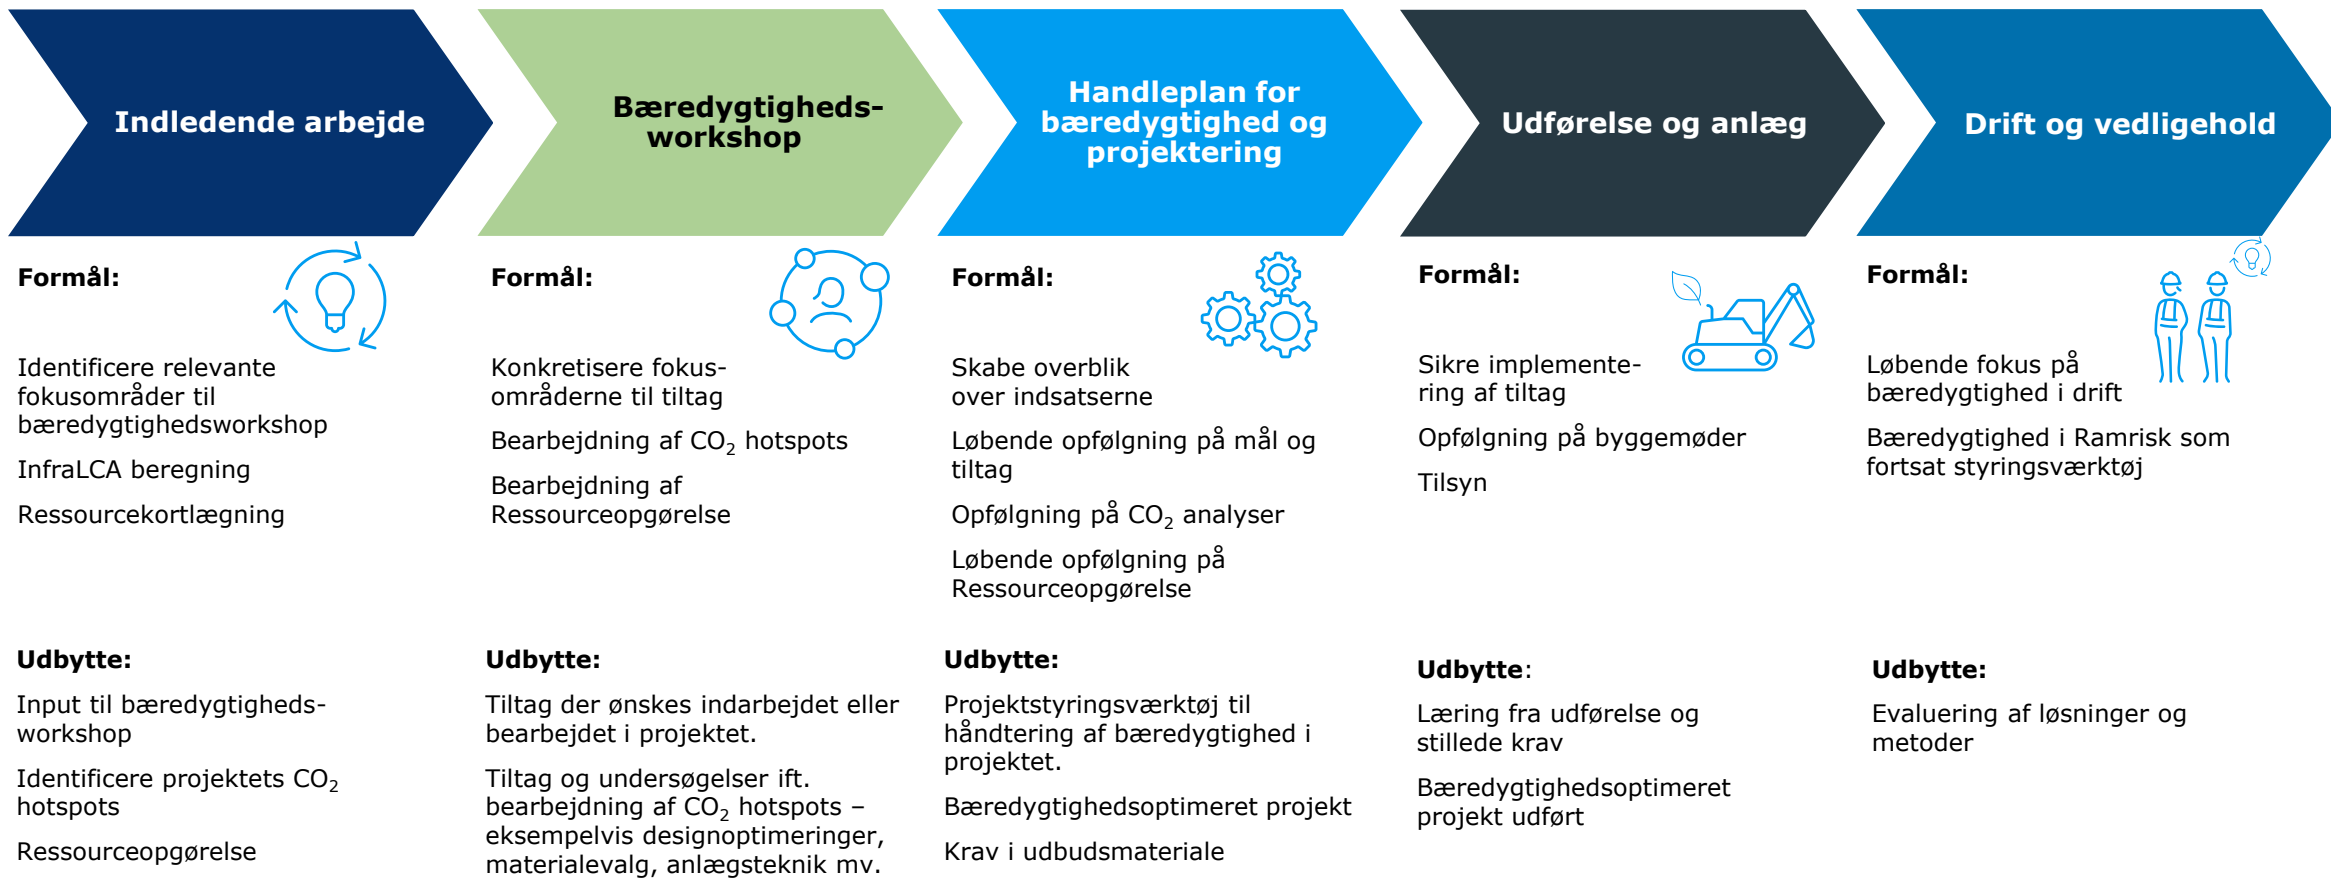 Indledende arbejde
Bæredygtigheds-
workshop
Handleplan for
bæredygtighed og
projektering
Udførelse og anlæg
Drift og vedligehold
Formål:
Identificere relevante
fokusområder til
bæredygtighedsworkshop
InfraLCA beregning
Ressourcekortlægning
Udbytte:
Input til bæredygtigheds-
workshop
Identificere projektets CO₂
hotspots
Ressourceopgørelse
Formål:
Konkretisere fokus-
områderne til tiltag
Bearbejdning af CO₂ hotspots
Bearbejdning af
Ressourceopgørelse
Udbytte:
Tiltag der ønskes indarbejdet eller
bearbejdet i projektet.
Tiltag og undersøgelser ift.
bearbejdning af CO₂ hotspots –
eksempelvis designoptimeringer,
materialevalg, anlægsteknik mv.
Formål:
Skabe overblik
over indsatserne
Løbende opfølgning på mål og
tiltag
Opfølgning på CO₂ analyser
Løbende opfølgning på
Ressourceopgørelse
Udbytte:
Projektstyringsværktøj til
håndtering af bæredygtighed i
projektet.
Bæredygtighedsoptimeret projekt
Krav i udbudsmateriale
Formål:
Sikre implemente-
ring af tiltag
Opfølgning på byggemøder
Tilsyn
Udbytte:
Læring fra udførelse og
stillede krav
Bæredygtighedsoptimeret
projekt udført
Formål:
Løbende fokus på
bæredygtighed i drift
Bæredygtighed i Ramrisk som
fortsat styringsværktøj
Udbytte:
Evaluering af løsninger og
metoder